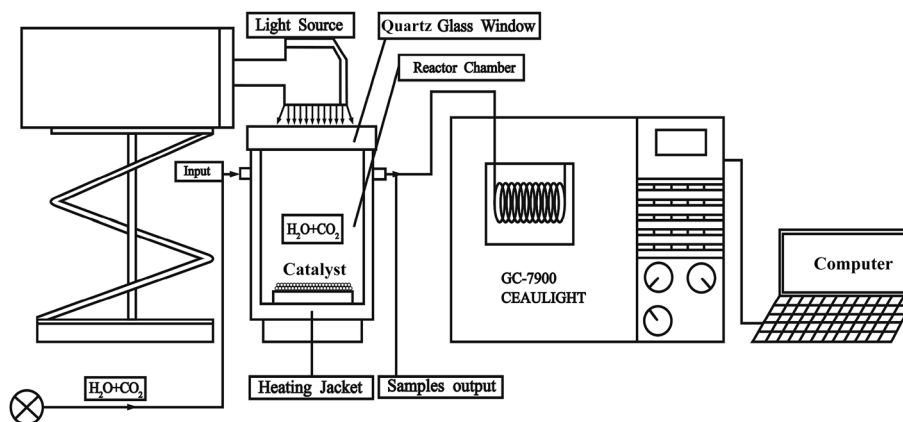 Light Source
Quartz Glass Window
Reactor Chamber
Input
H₂O+CO₂
Catalyst
GC-7900
CEAULIGHT
Computer
H₂O+CO₂
Heating Jacket
Samples output